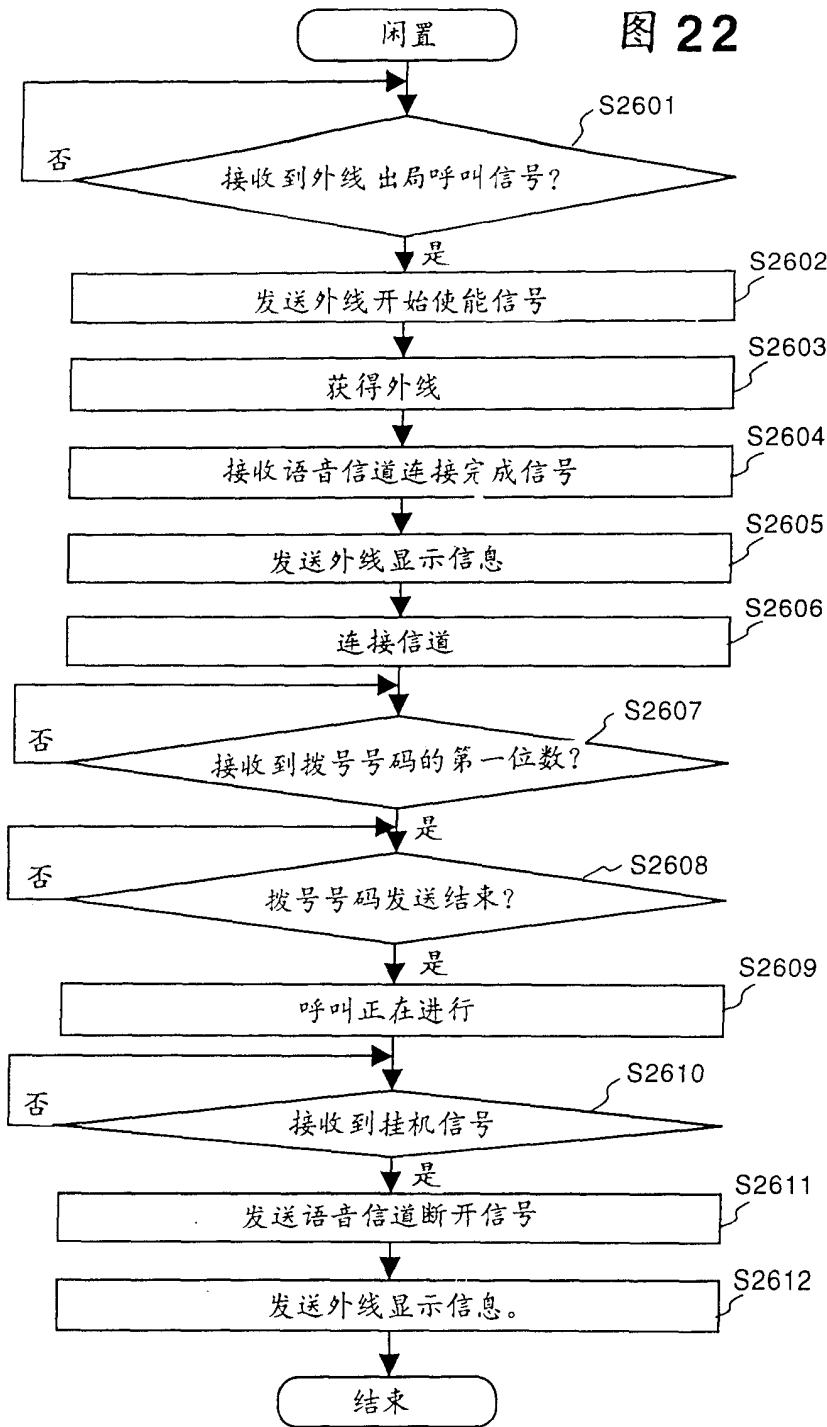 闲置
图 22
S2601
否
接收到外线出局呼叫信号?
是
S2602
发送外线开始使能信号
S2603
获得外线
S2604
接收语音信道连接完成信号
S2605
发送外线显示信息
S2606
连接信道
S2607
否
接收到拨号号码的第一位数?
是
S2608
否
拨号号码发送结束?
是
S2609
呼叫正在进行
S2610
否
接收到挂机信号
是
S2611
发送语音信道断开信号
S2612
发送外线显示信息。
结束